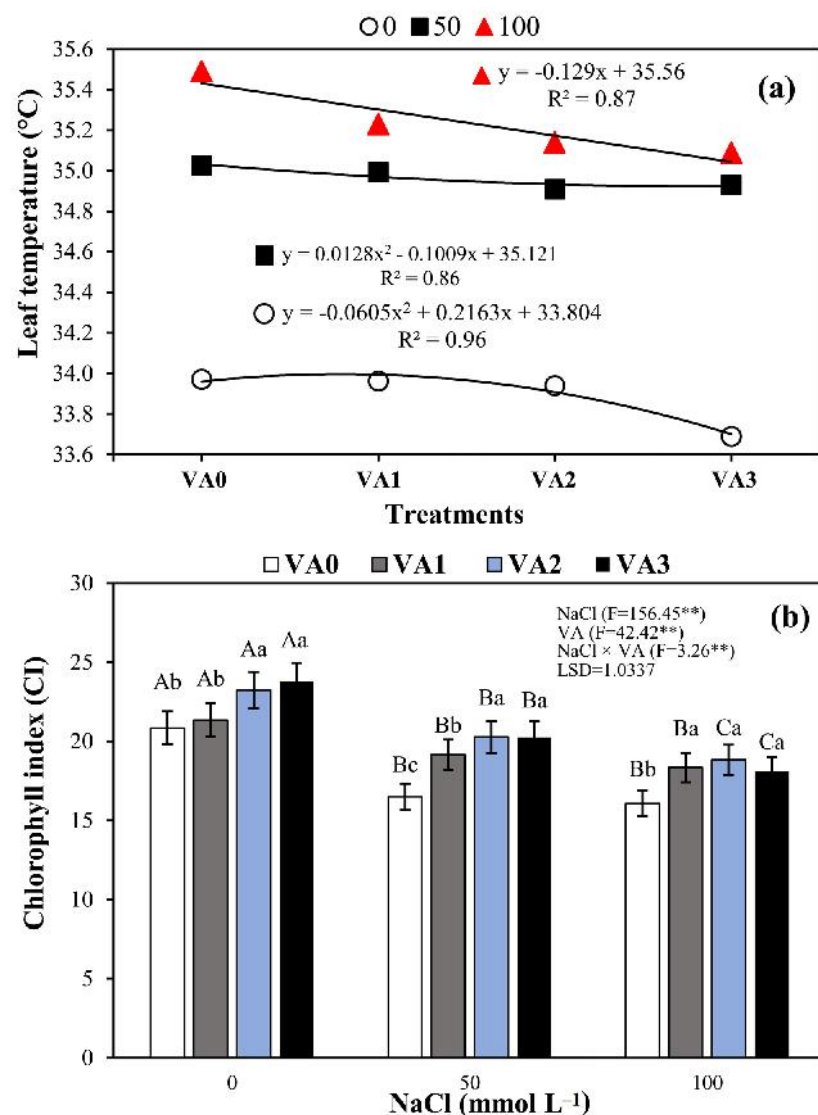 0 50 100
35.6
35.4
35.2
35.0
34.8
34.6
34.4
34.2
34.0
33.8
33.6
Leaf temperature (°C)
y = -0.129x + 35.56
R² = 0.87
(a)
y = 0.0128x² - 0.1009x + 35.121
R² = 0.86
y = -0.0605x² + 0.2163x + 33.804
R² = 0.96
VA0 VA1 VA2 VA3
Treatments
VA0 VA1 VA2 VA3
30
25
20
15
10
5
0
Chlorophyll index (CI)
NaCl (F=156.45**)
VA (F=42.42**)
NaCl × VA (F=3.26**)
LSD=1.0337
(b)
Ab Ab Aa Aa
Bc Bb Ba Ba
Bb Ba Ca Ca
0 50 100
NaCl (mmol L⁻¹)